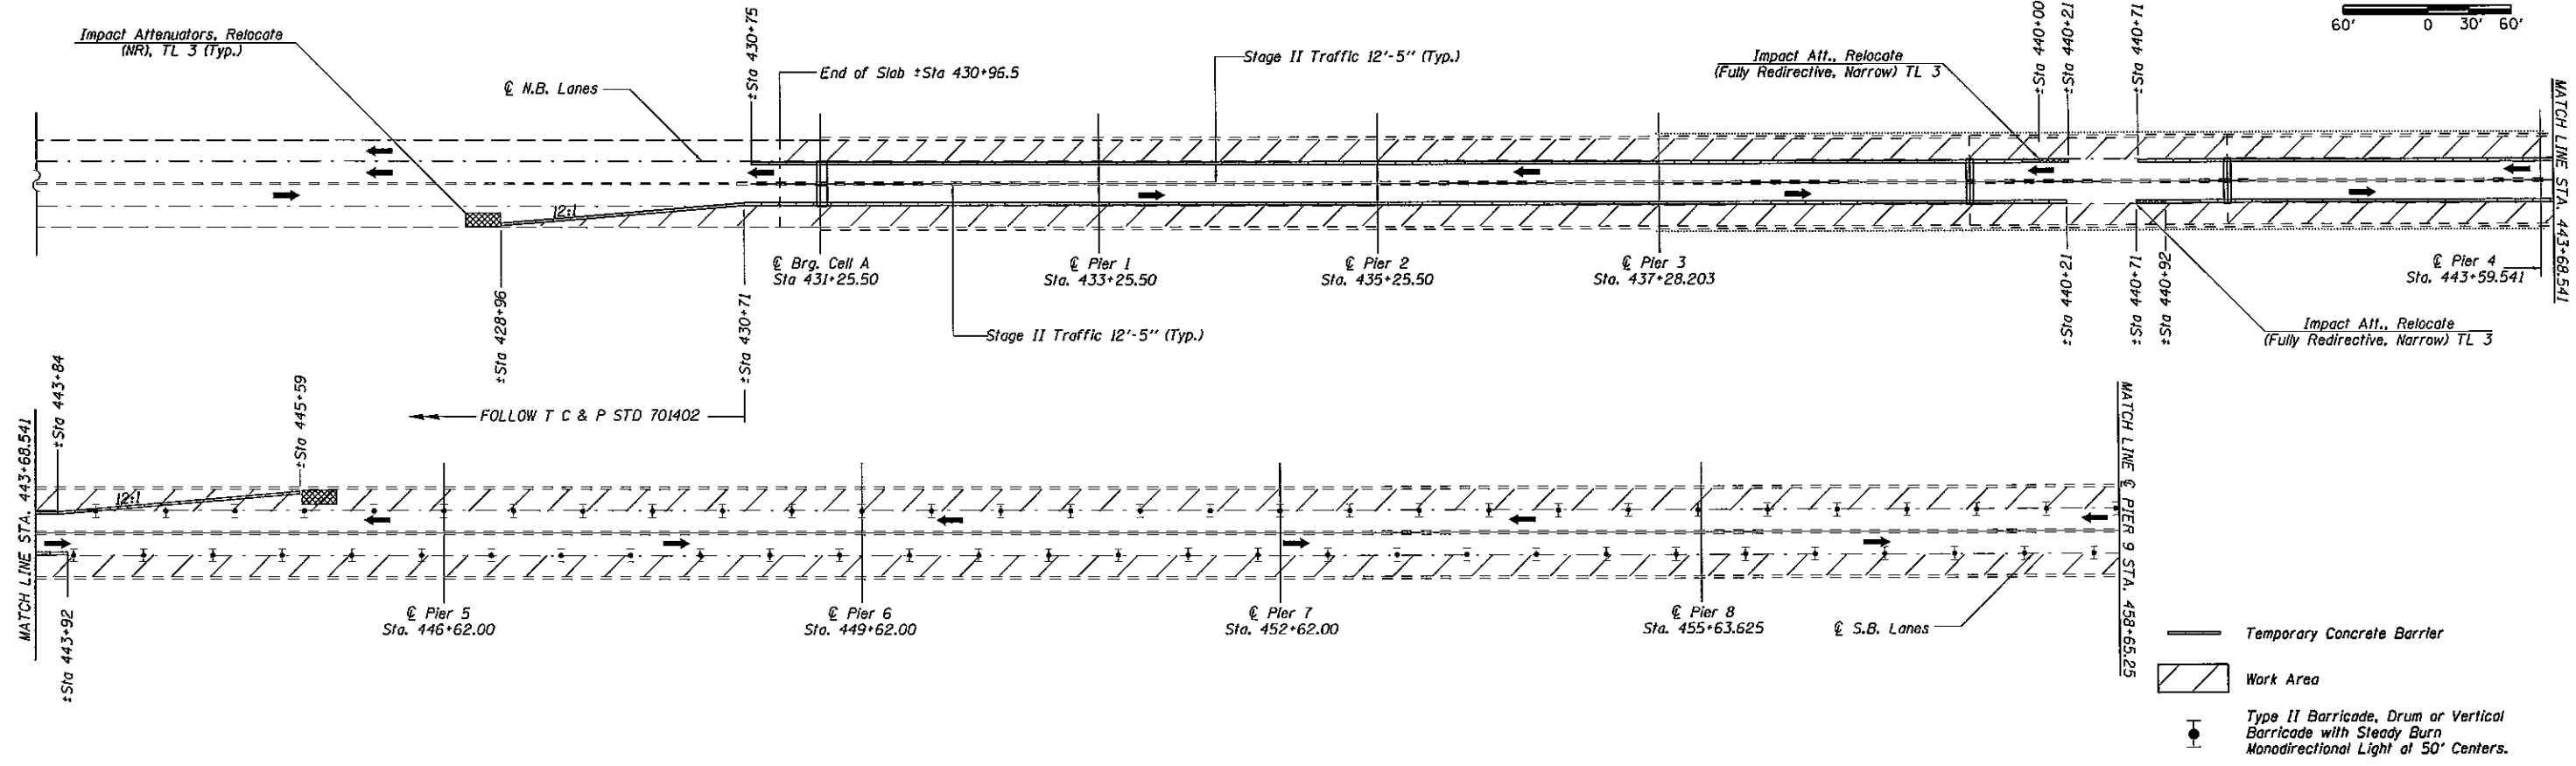 Impact Attenuators, Relocate
(NR), TL 3 (Typ.)
℄ N.B. Lanes
±Sta 430+75
End of Slab ±Sta 430+96.5
Stage II Traffic 12'-5" (Typ.)
Impact Att., Relocate
(Fully Redirective, Narrow) TL 3
±Sta 440+00
±Sta 440+21
±Sta 440+71
60' 0 30' 60'
MATCH LINE STA. 443+68.541
12:1
℄ Brg. Cell A
Sta 431+25.50
℄ Pier 1
Sta. 433+25.50
℄ Pier 2
Sta. 435+25.50
℄ Pier 3
Sta. 437+28.203
℄ Pier 4
Sta. 443+59.541
±Sta 428+96
±Sta 430+71
Stage II Traffic 12'-5" (Typ.)
±Sta 440+21
±Sta 440+71
±Sta 440+92
Impact Att., Relocate
(Fully Redirective, Narrow) TL 3
FOLLOW T C & P STD 701402
MATCH LINE STA. 443+68.541
±Sta 443+84
±Sta 445+59
12:1
±Sta 443+92
℄ Pier 5
Sta. 446+62.00
℄ Pier 6
Sta. 449+62.00
℄ Pier 7
Sta. 452+62.00
℄ Pier 8
Sta. 455+63.625
℄ S.B. Lanes
MATCH LINE ℄ PIER 9 STA. 458+65.25
Temporary Concrete Barrier
Work Area
Type II Barricade, Drum or Vertical
Barricade with Steady Burn
Monodirectional Light at 50' Centers.